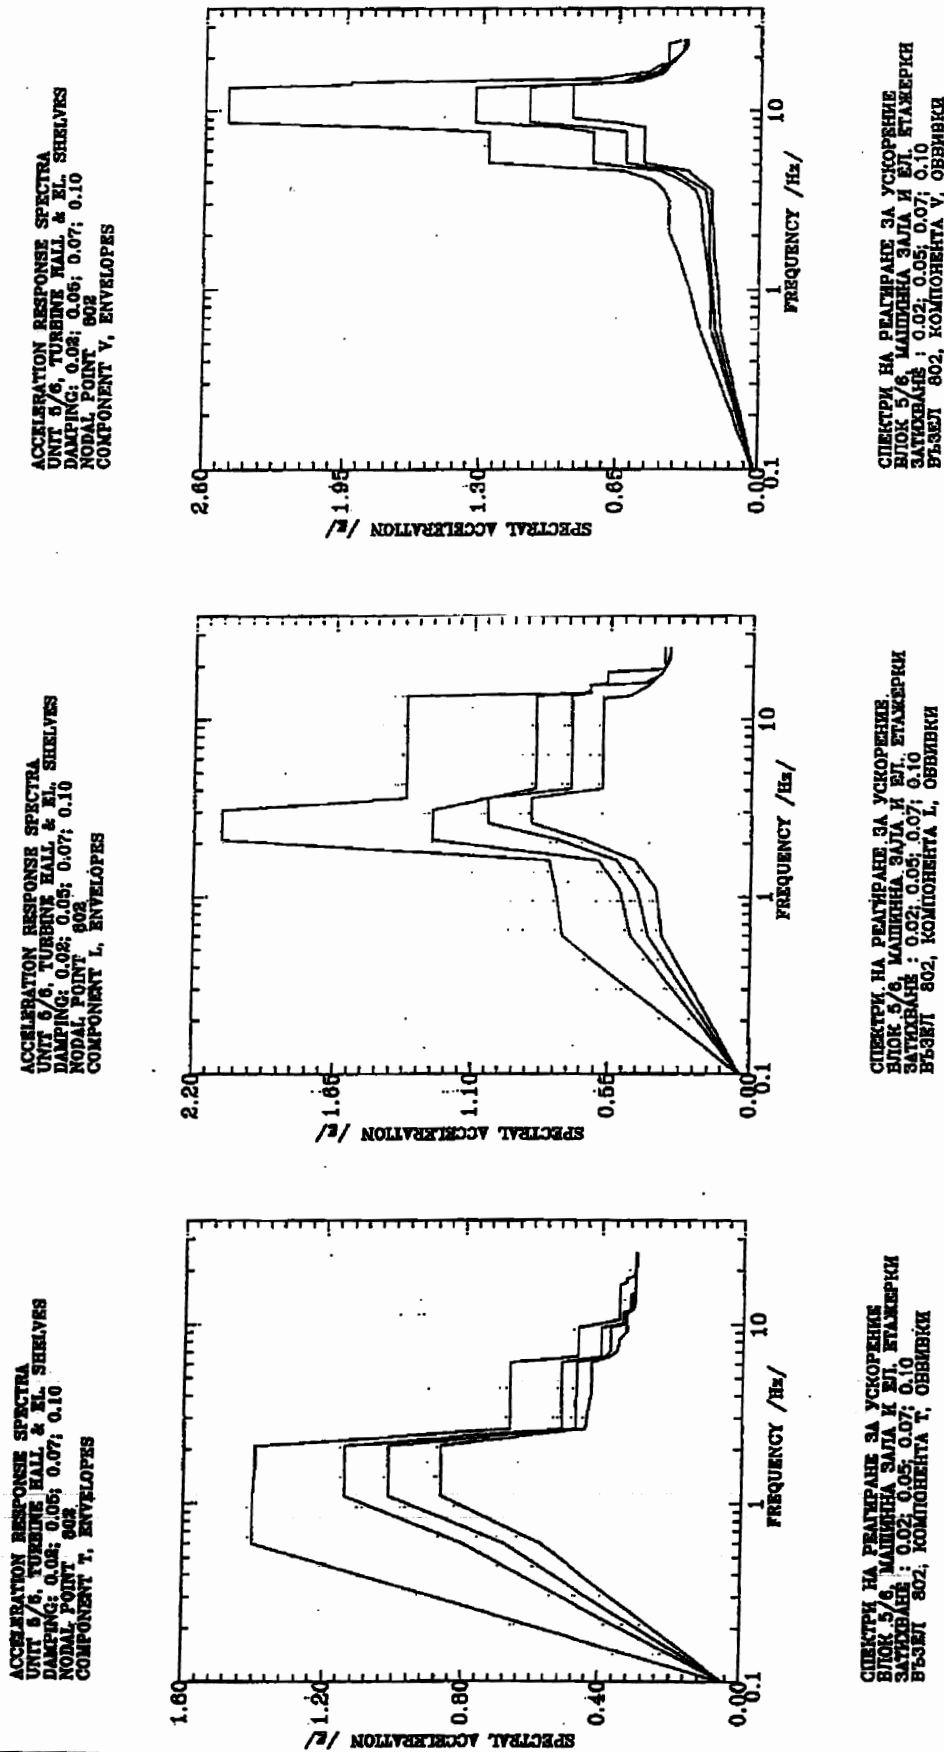 ACCELERATION RESPONSE SPECTRA
UNIT 5/6, TURBINE HALL & EL. SHELVES
DAMPING: 0.02; 0.05; 0.07; 0.10
NODAL POINT 802
COMPONENT T, ENVELOPES
SPECTRAL ACCELERATION /g/
1.60
1.20
0.80
0.40
0.00
0.1
1
10
FREQUENCY /Hz/
СПЕКТРИ НА РЕАГИРАНЕ ЗА УСКОРЕНИЕ
БЛОК 5/6, МАШИННА ЗАЛА И ЕЛ. ЕТАЖЕРКИ
ЗАТИХВАНЕ : 0.02; 0.05; 0.07; 0.10
ВЪЗЕЛ 802, КОМПОНЕНТА T, ОБВИВКИ
ACCELERATION RESPONSE SPECTRA
UNIT 5/6, TURBINE HALL & EL. SHELVES
DAMPING: 0.02; 0.05; 0.07; 0.10
NODAL POINT 802
COMPONENT L, ENVELOPES
SPECTRAL ACCELERATION /g/
2.20
1.65
1.10
0.55
0.00
0.1
1
10
FREQUENCY /Hz/
СПЕКТРИ НА РЕАГИРАНЕ ЗА УСКОРЕНИЕ
БЛОК 5/6, МАШИННА ЗАЛА И ЕЛ. ЕТАЖЕРКИ
ЗАТИХВАНЕ : 0.02; 0.05; 0.07; 0.10
ВЪЗЕЛ 802, КОМПОНЕНТА L, ОБВИВКИ
ACCELERATION RESPONSE SPECTRA
UNIT 5/6, TURBINE HALL & EL. SHELVES
DAMPING: 0.02; 0.05; 0.07; 0.10
NODAL POINT 802
COMPONENT V, ENVELOPES
SPECTRAL ACCELERATION /g/
2.60
1.95
1.30
0.65
0.00
0.1
1
10
FREQUENCY /Hz/
СПЕКТРИ НА РЕАГИРАНЕ ЗА УСКОРЕНИЕ
БЛОК 5/6, МАШИННА ЗАЛА И ЕЛ. ЕТАЖЕРКИ
ЗАТИХВАНЕ : 0.02; 0.05; 0.07; 0.10
ВЪЗЕЛ 802, КОМПОНЕНТА V, ОБВИВКИ